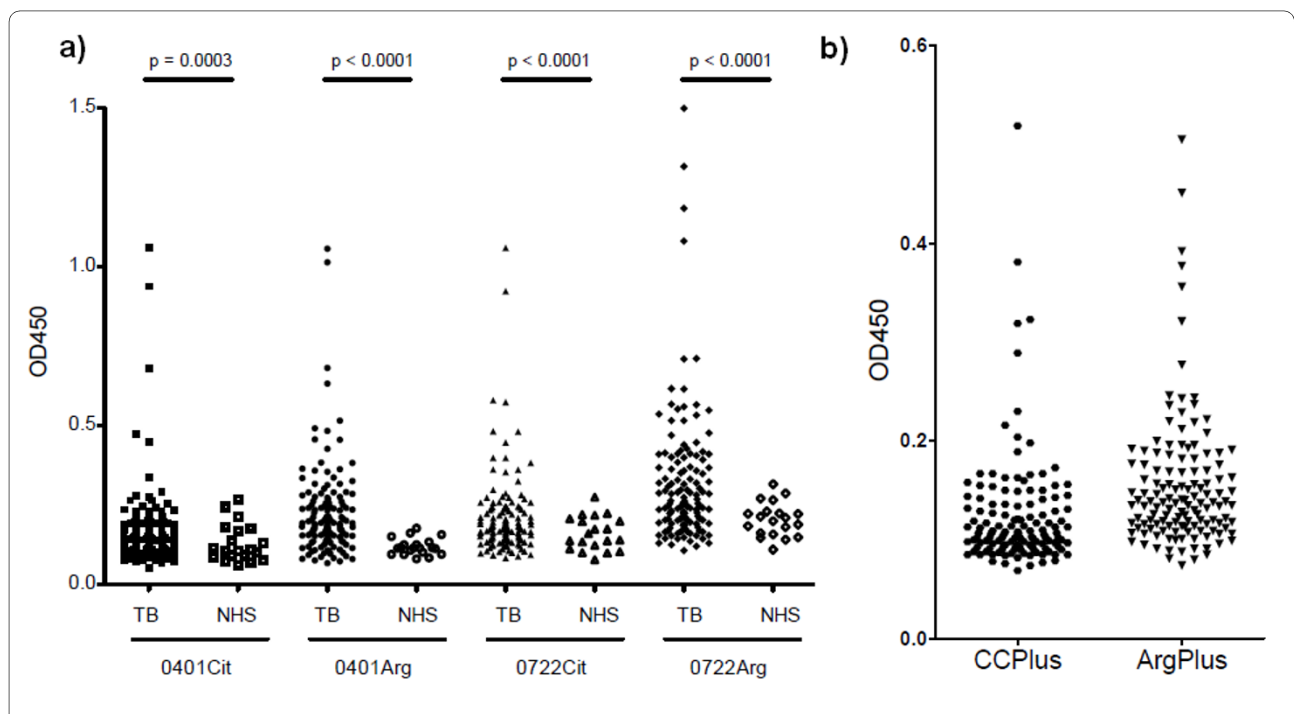 a)
p = 0.0003 p < 0.0001 p < 0.0001 p < 0.0001
1.5
1.0
0.5
0.0
OD450
TB NHS TB NHS TB NHS TB NHS
0401Cit 0401Arg 0722Cit 0722Arg
b)
0.6
0.4
0.2
0.0
OD450
CCPlus ArgPlus